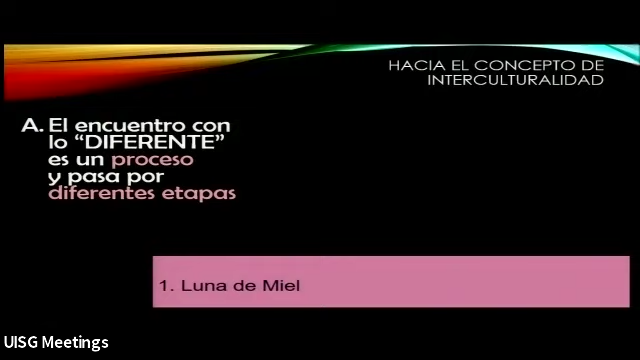 HACIA EL CONCEPTO DE
INTERCULTURALIDAD
A. El encuentro con
lo “DIFERENTE”
es un proceso
y pasa por
diferentes etapas
1. Luna de Miel
UISG Meetings